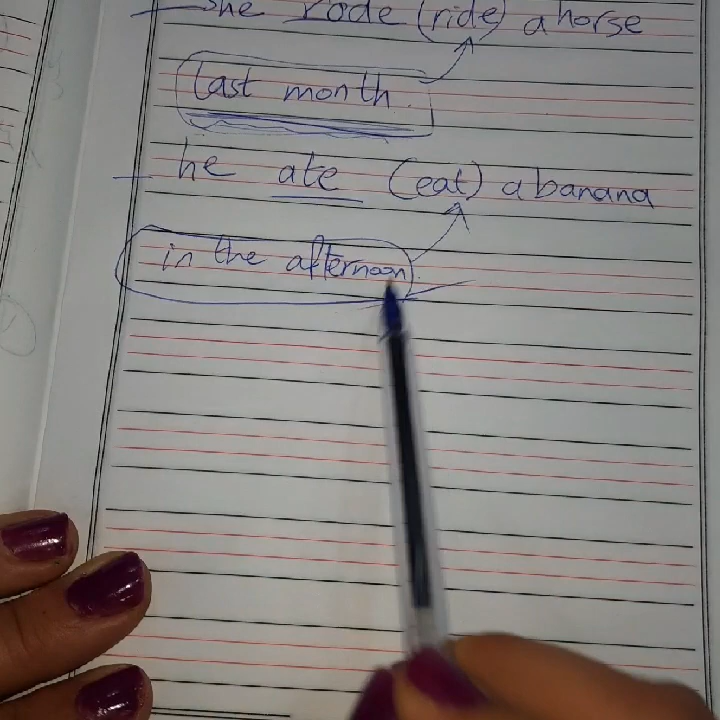 she rode (ride) a horse
last month.
he ate (eat) a banana
in the afternoon.